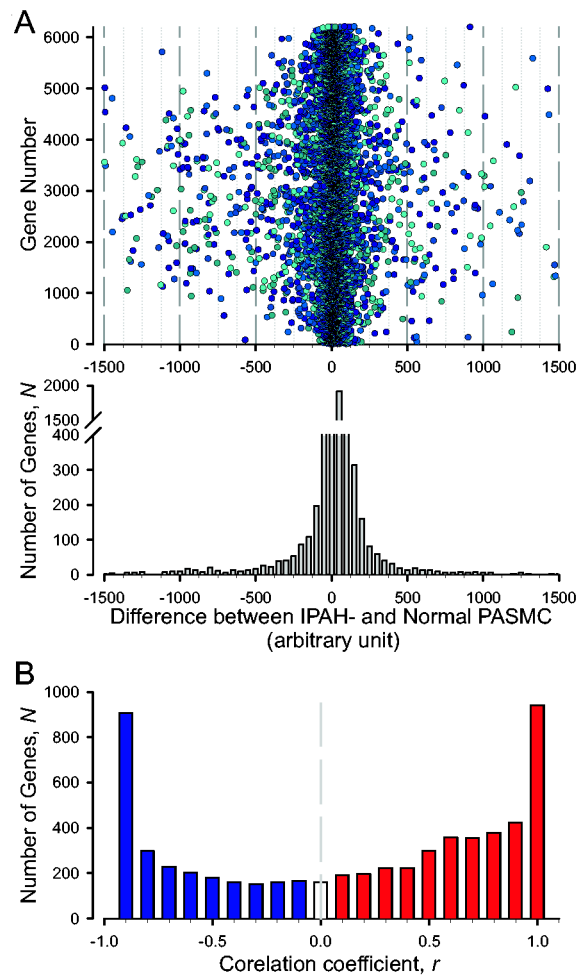 A
Gene Number
6000
5000
4000
3000
2000
1000
0
-1500 -1000 -500 0 500 1000 1500
Number of Genes, N
2000
1500
400
300
200
100
0
-1500 -1000 -500 0 500 1000 1500
Difference between IPAH- and Normal PASMC
(arbitrary unit)
B
Number of Genes, N
1000
800
600
400
200
0
-1.0 -0.5 0.0 0.5 1.0
Corelation coefficient, r